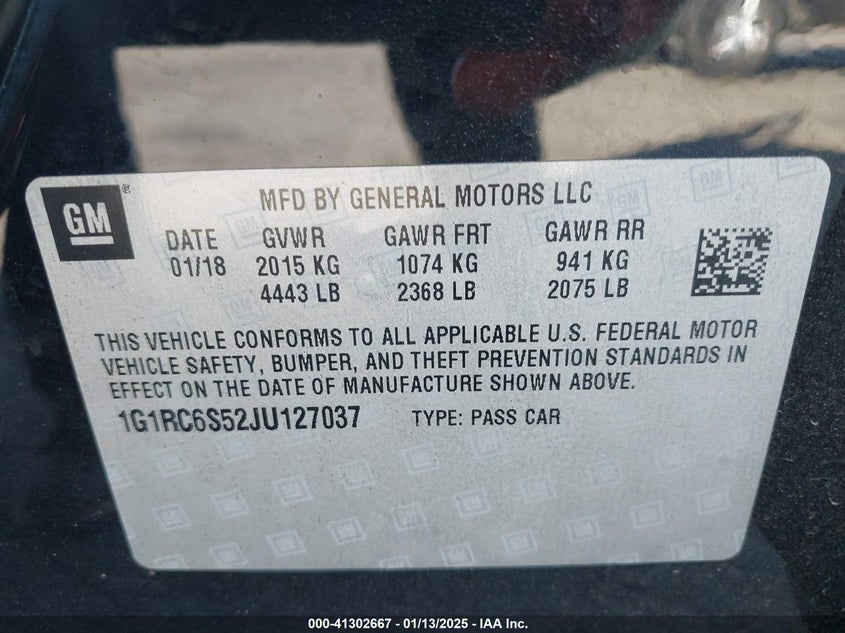 GM ®
MFD BY GENERAL MOTORS LLC
DATE GVWR GAWR FRT GAWR RR
01/18 2015 KG 1074 KG 941 KG
4443 LB 2368 LB 2075 LB
THIS VEHICLE CONFORMS TO ALL APPLICABLE U.S. FEDERAL MOTOR
VEHICLE SAFETY, BUMPER, AND THEFT PREVENTION STANDARDS IN
EFFECT ON THE DATE OF MANUFACTURE SHOWN ABOVE.
1G1RC6S52JU127037 TYPE: PASS CAR
000-41302667 - 01/13/2025 - IAA Inc.